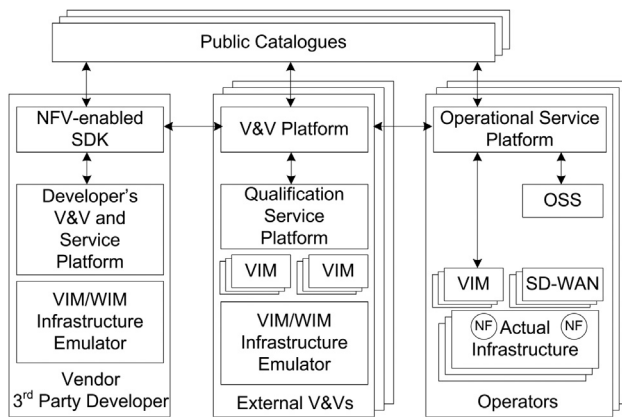 Public Catalogues
NFV-enabled
SDK
Developer's
V&V and
Service
Platform
VIM/WIM
Infrastructure
Emulator
Vendor
3rd Party Developer
V&V Platform
Qualification
Service
Platform
VIM
VIM
VIM/WIM
Infrastructure
Emulator
External V&Vs
Operational Service
Platform
OSS
VIM
SD-WAN
NF Actual NF
Infrastructure
Operators